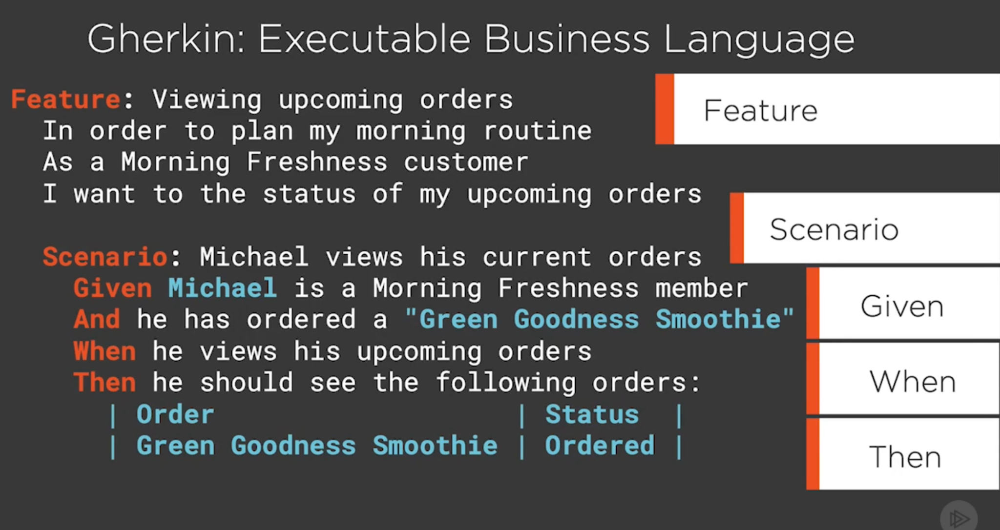 Gherkin: Executable Business Language
Feature: Viewing upcoming orders
In order to plan my morning routine
As a Morning Freshness customer
I want to the status of my upcoming orders
Scenario: Michael views his current orders
Given Michael is a Morning Freshness member
And he has ordered a "Green Goodness Smoothie"
When he views his upcoming orders
Then he should see the following orders:
| Order | Status |
| Green Goodness Smoothie | Ordered |
Feature
Scenario
Given
When
Then